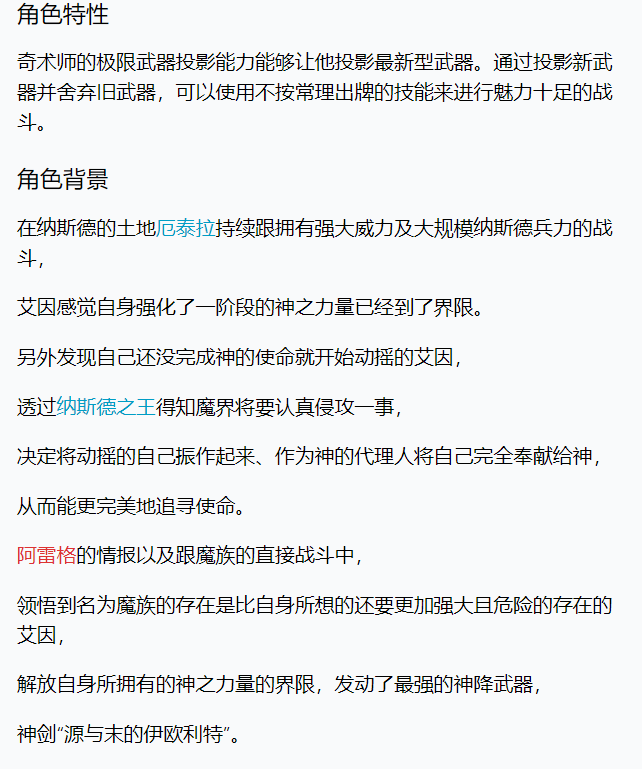 角色特性
奇术师的极限武器投影能力能够让他投影最新型武器。通过投影新武
器并舍弃旧武器，可以使用不按常理出牌的技能来进行魅力十足的战
斗。
角色背景
在纳斯德的土地厄泰拉持续跟拥有强大威力及大规模纳斯德兵力的战
斗，
艾因感觉自身强化了一阶段的神之力量已经到了界限。
另外发现自己还没完成神的使命就开始动摇的艾因，
透过纳斯德之王得知魔界将要认真侵攻一事，
决定将动摇的自己振作起来、作为神的代理人将自己完全奉献给神，
从而能更完美地追寻使命。
阿雷格的情报以及跟魔族的直接战斗中，
领悟到名为魔族的存在是比自身所想的还要更加强大且危险的存在的
艾因，
解放自身所拥有的神之力量的界限，发动了最强的神降武器，
神剑“源与末的伊欧利特”。